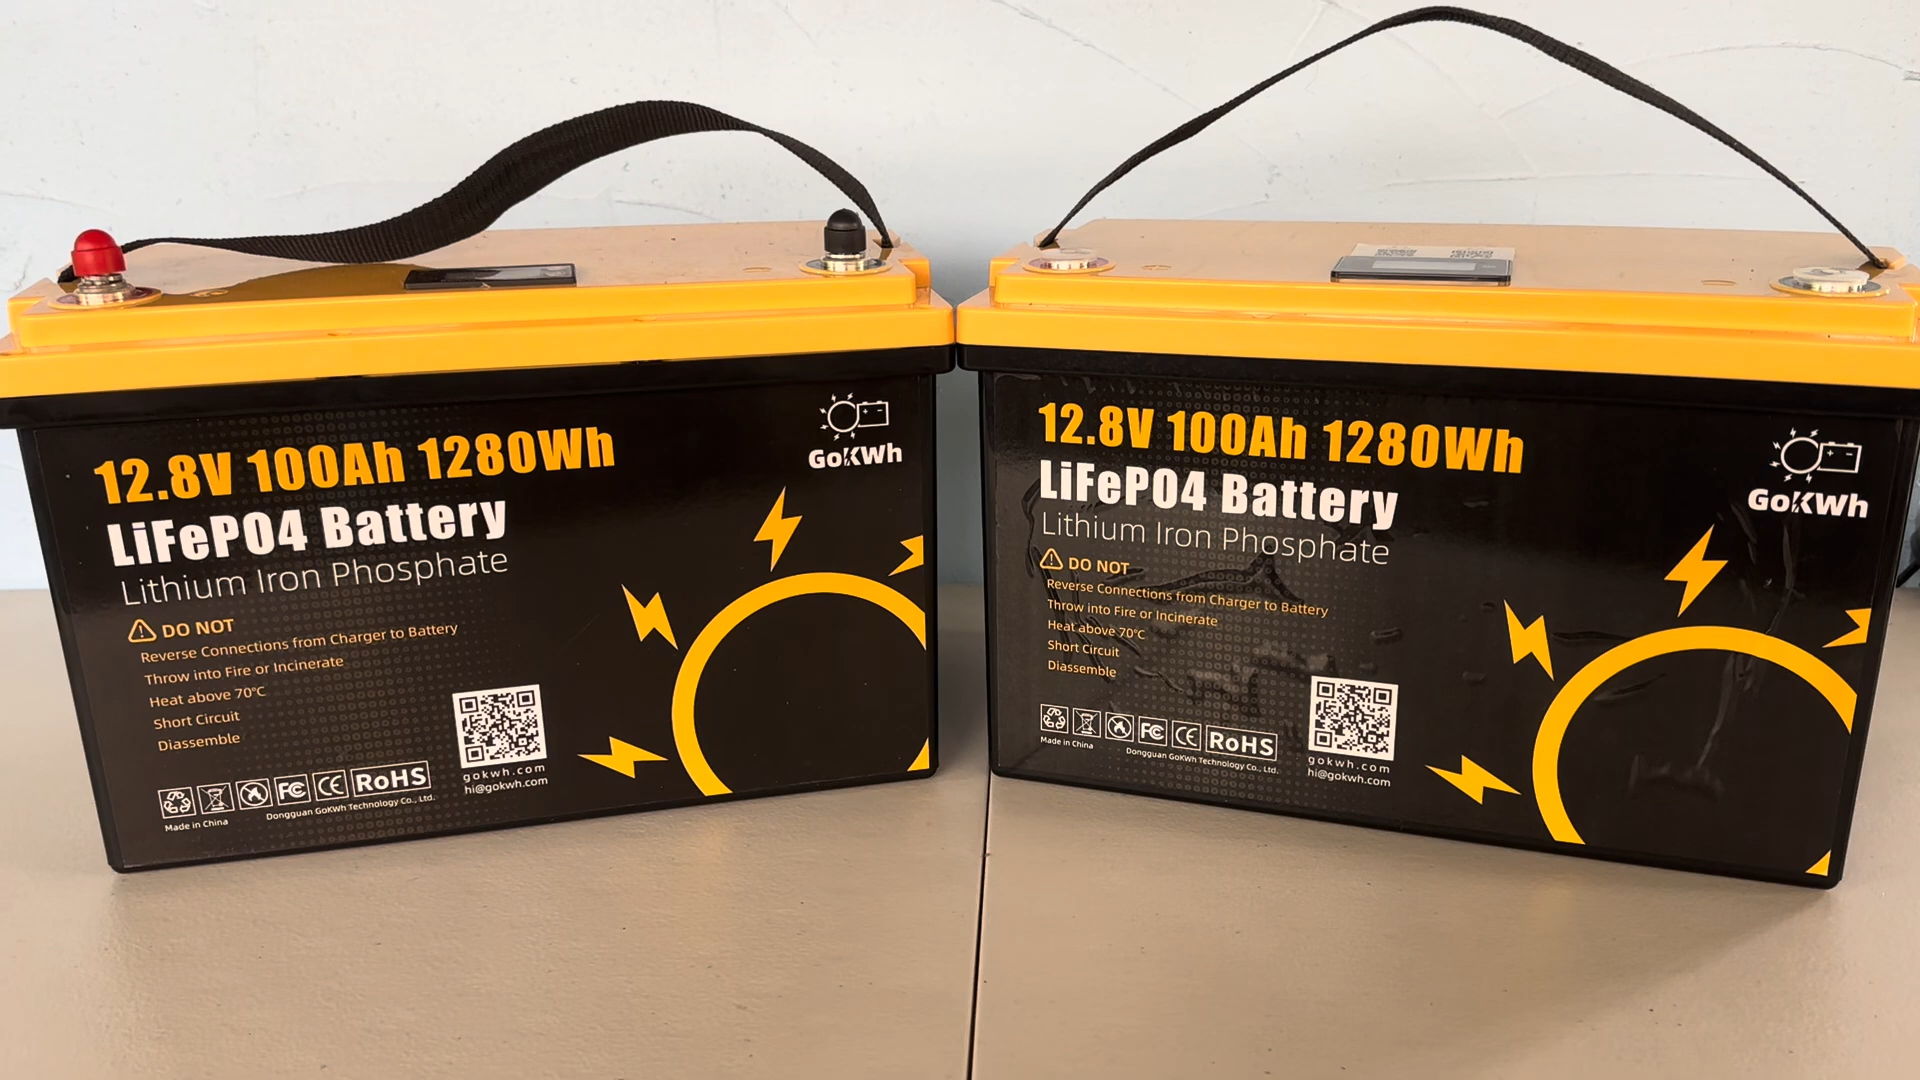 12.8V 100Ah 1280Wh
LiFePO4 Battery
Lithium Iron Phosphate
DO NOT
Reverse Connections from Charger to Battery
Throw into Fire or Incinerate
Heat above 70℃
Short Circuit
Diassemble
FC CE RoHS
Made in China
Dongguan GoKWh Technology Co., Ltd.
gokwh.com
hi@gokwh.com
GoKWh
12.8V 100Ah 1280Wh
LiFePO4 Battery
Lithium Iron Phosphate
DO NOT
Reverse Connections from Charger to Battery
Throw into Fire or Incinerate
Heat above 70℃
Short Circuit
Diassemble
FC CE RoHS
Made in China
Dongguan GoKWh Technology Co., Ltd.
gokwh.com
hi@gokwh.com
GoKWh